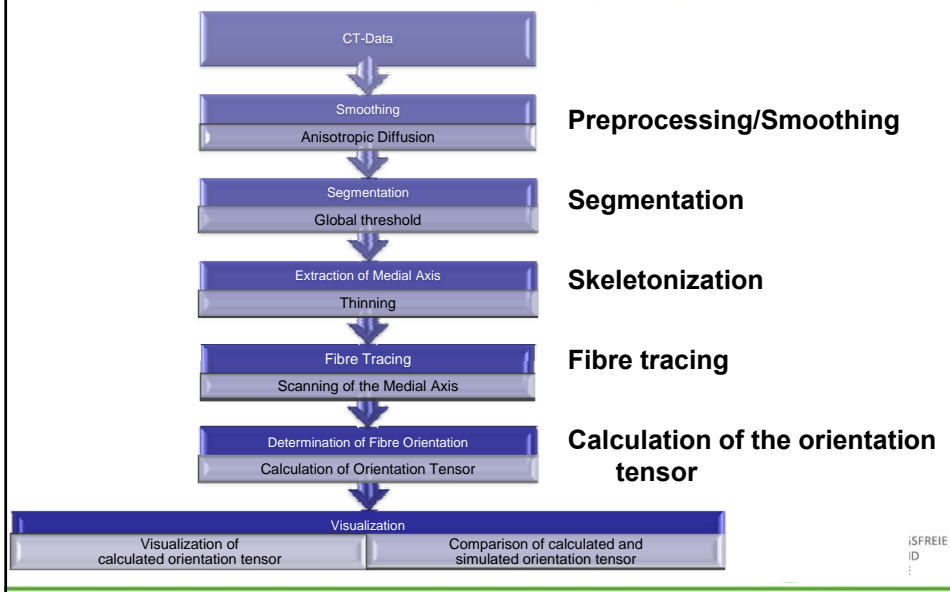 CT-Data
Smoothing
Anisotropic Diffusion
Preprocessing/Smoothing
Segmentation
Global threshold
Segmentation
Extraction of Medial Axis
Thinning
Skeletonization
Fibre Tracing
Scanning of the Medial Axis
Fibre tracing
Determination of Fibre Orientation
Calculation of Orientation Tensor
Calculation of the orientation
tensor
Visualization
Visualization of
calculated orientation tensor
Comparison of calculated and
simulated orientation tensor
SFREIE
ID